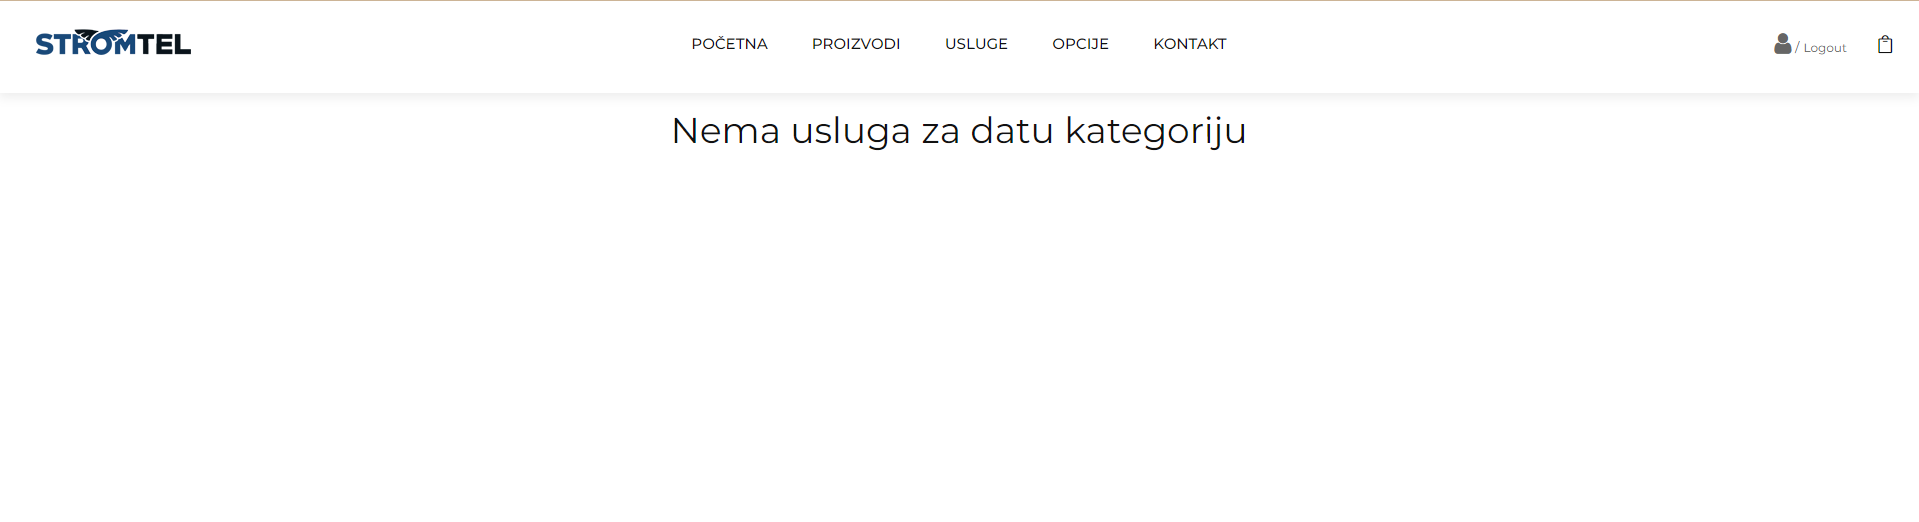 STROMTEL
POČETNA PROIZVODI USLUGE OPCIJE KONTAKT
/ Logout
Nema usluga za datu kategoriju